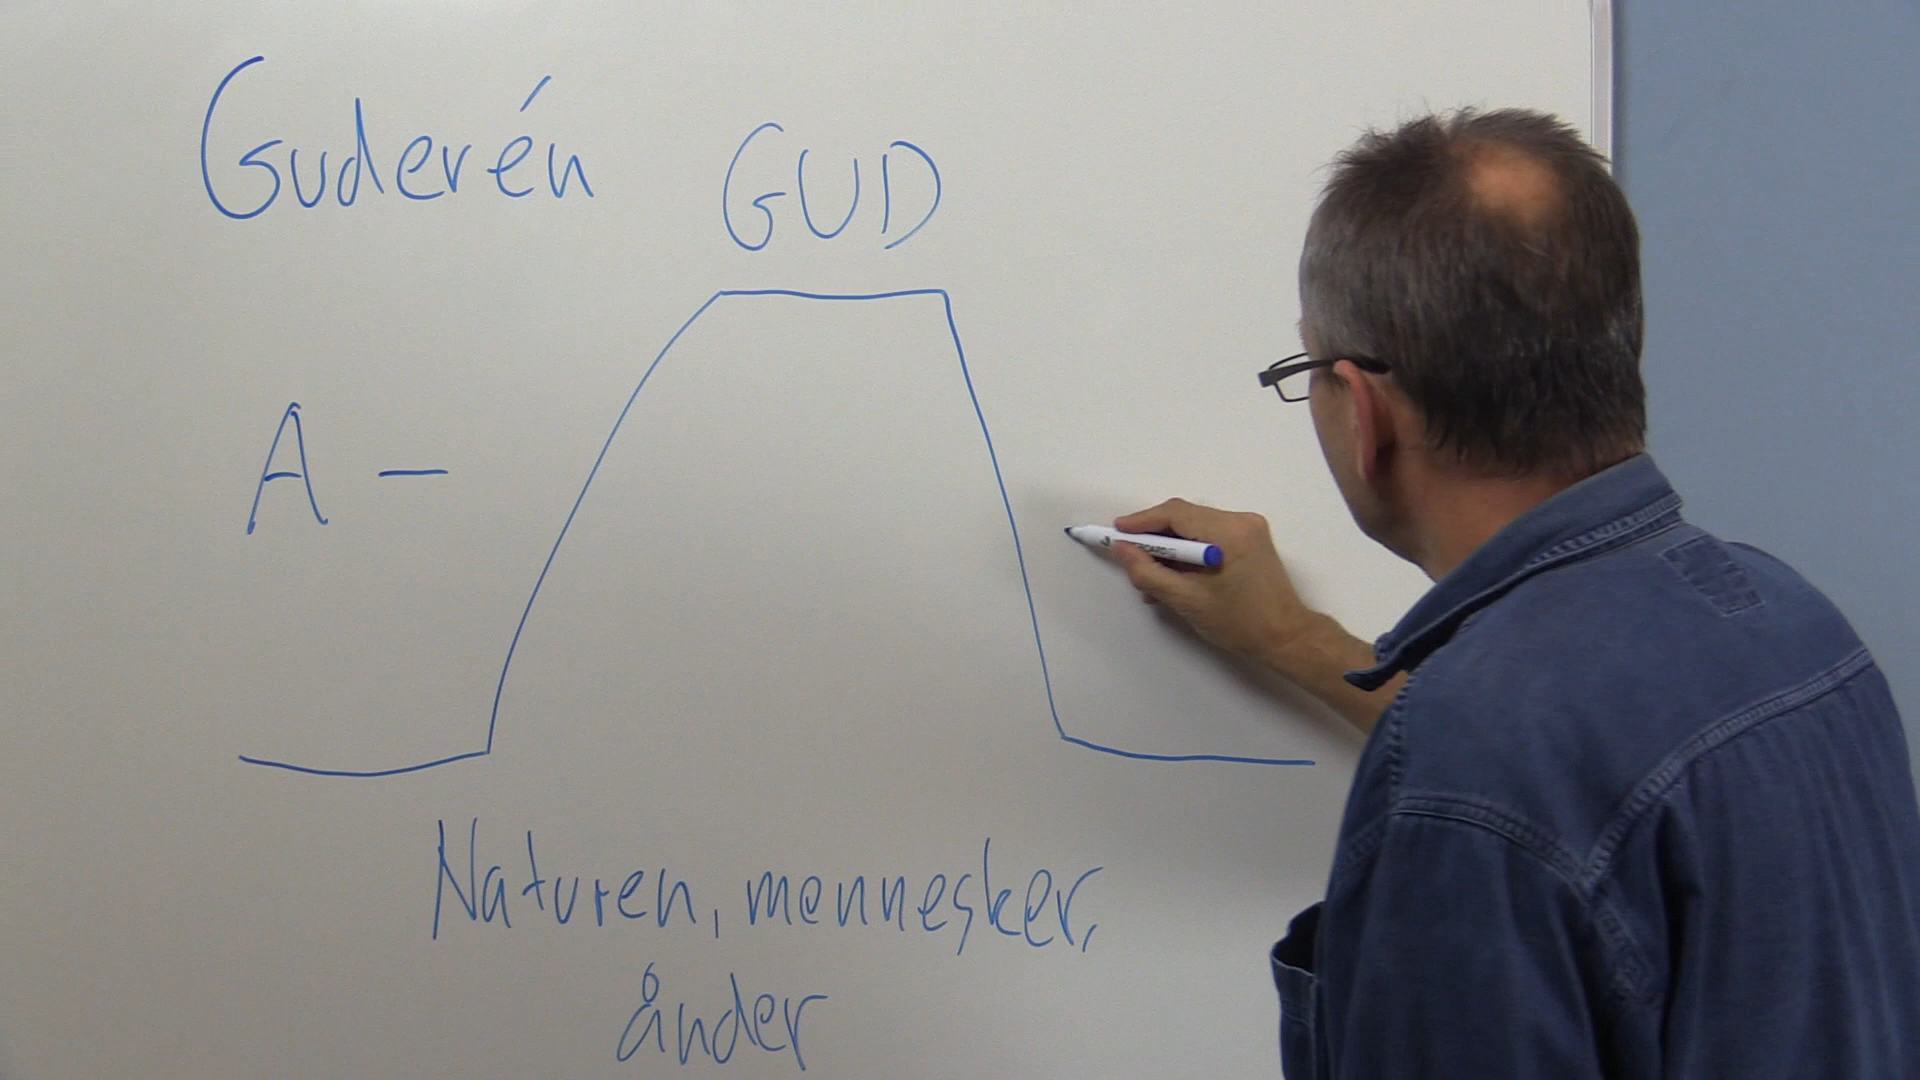 Guderén
GUD
A -
Naturen, mennesker,
ånder